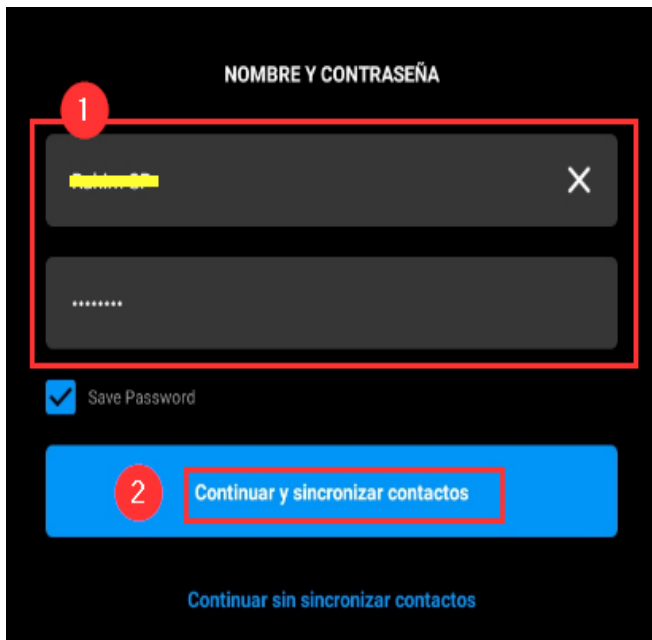 NOMBRE Y CONTRASEÑA
1
········
Save Password
2 Continuar y sincronizar contactos
Continuar sin sincronizar contactos